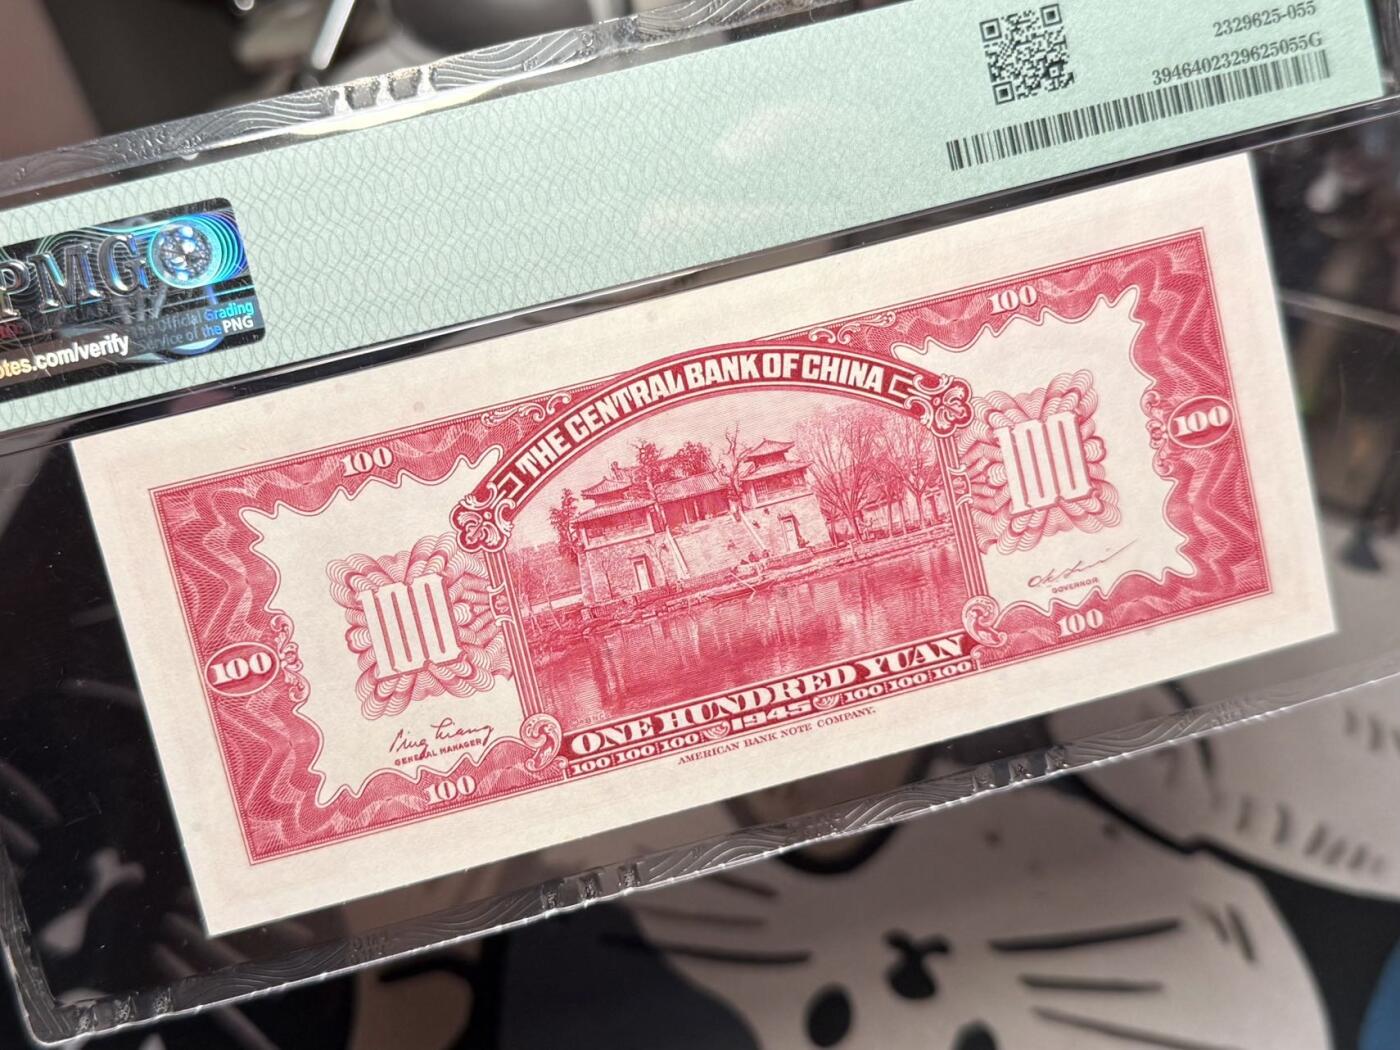 2329625-055
3946402329625055G
PMG
the Official Grading
Service of the PNG
otes.com/verify
THE CENTRAL BANK OF CHINA
100
100
100
100
100
100
GOVERNOR
100
100
Ping Liang
GENERAL MANAGER
ONE HUNDRED YUAN
100 100 100 1945 100 100 100
AMERICAN BANK NOTE COMPANY.